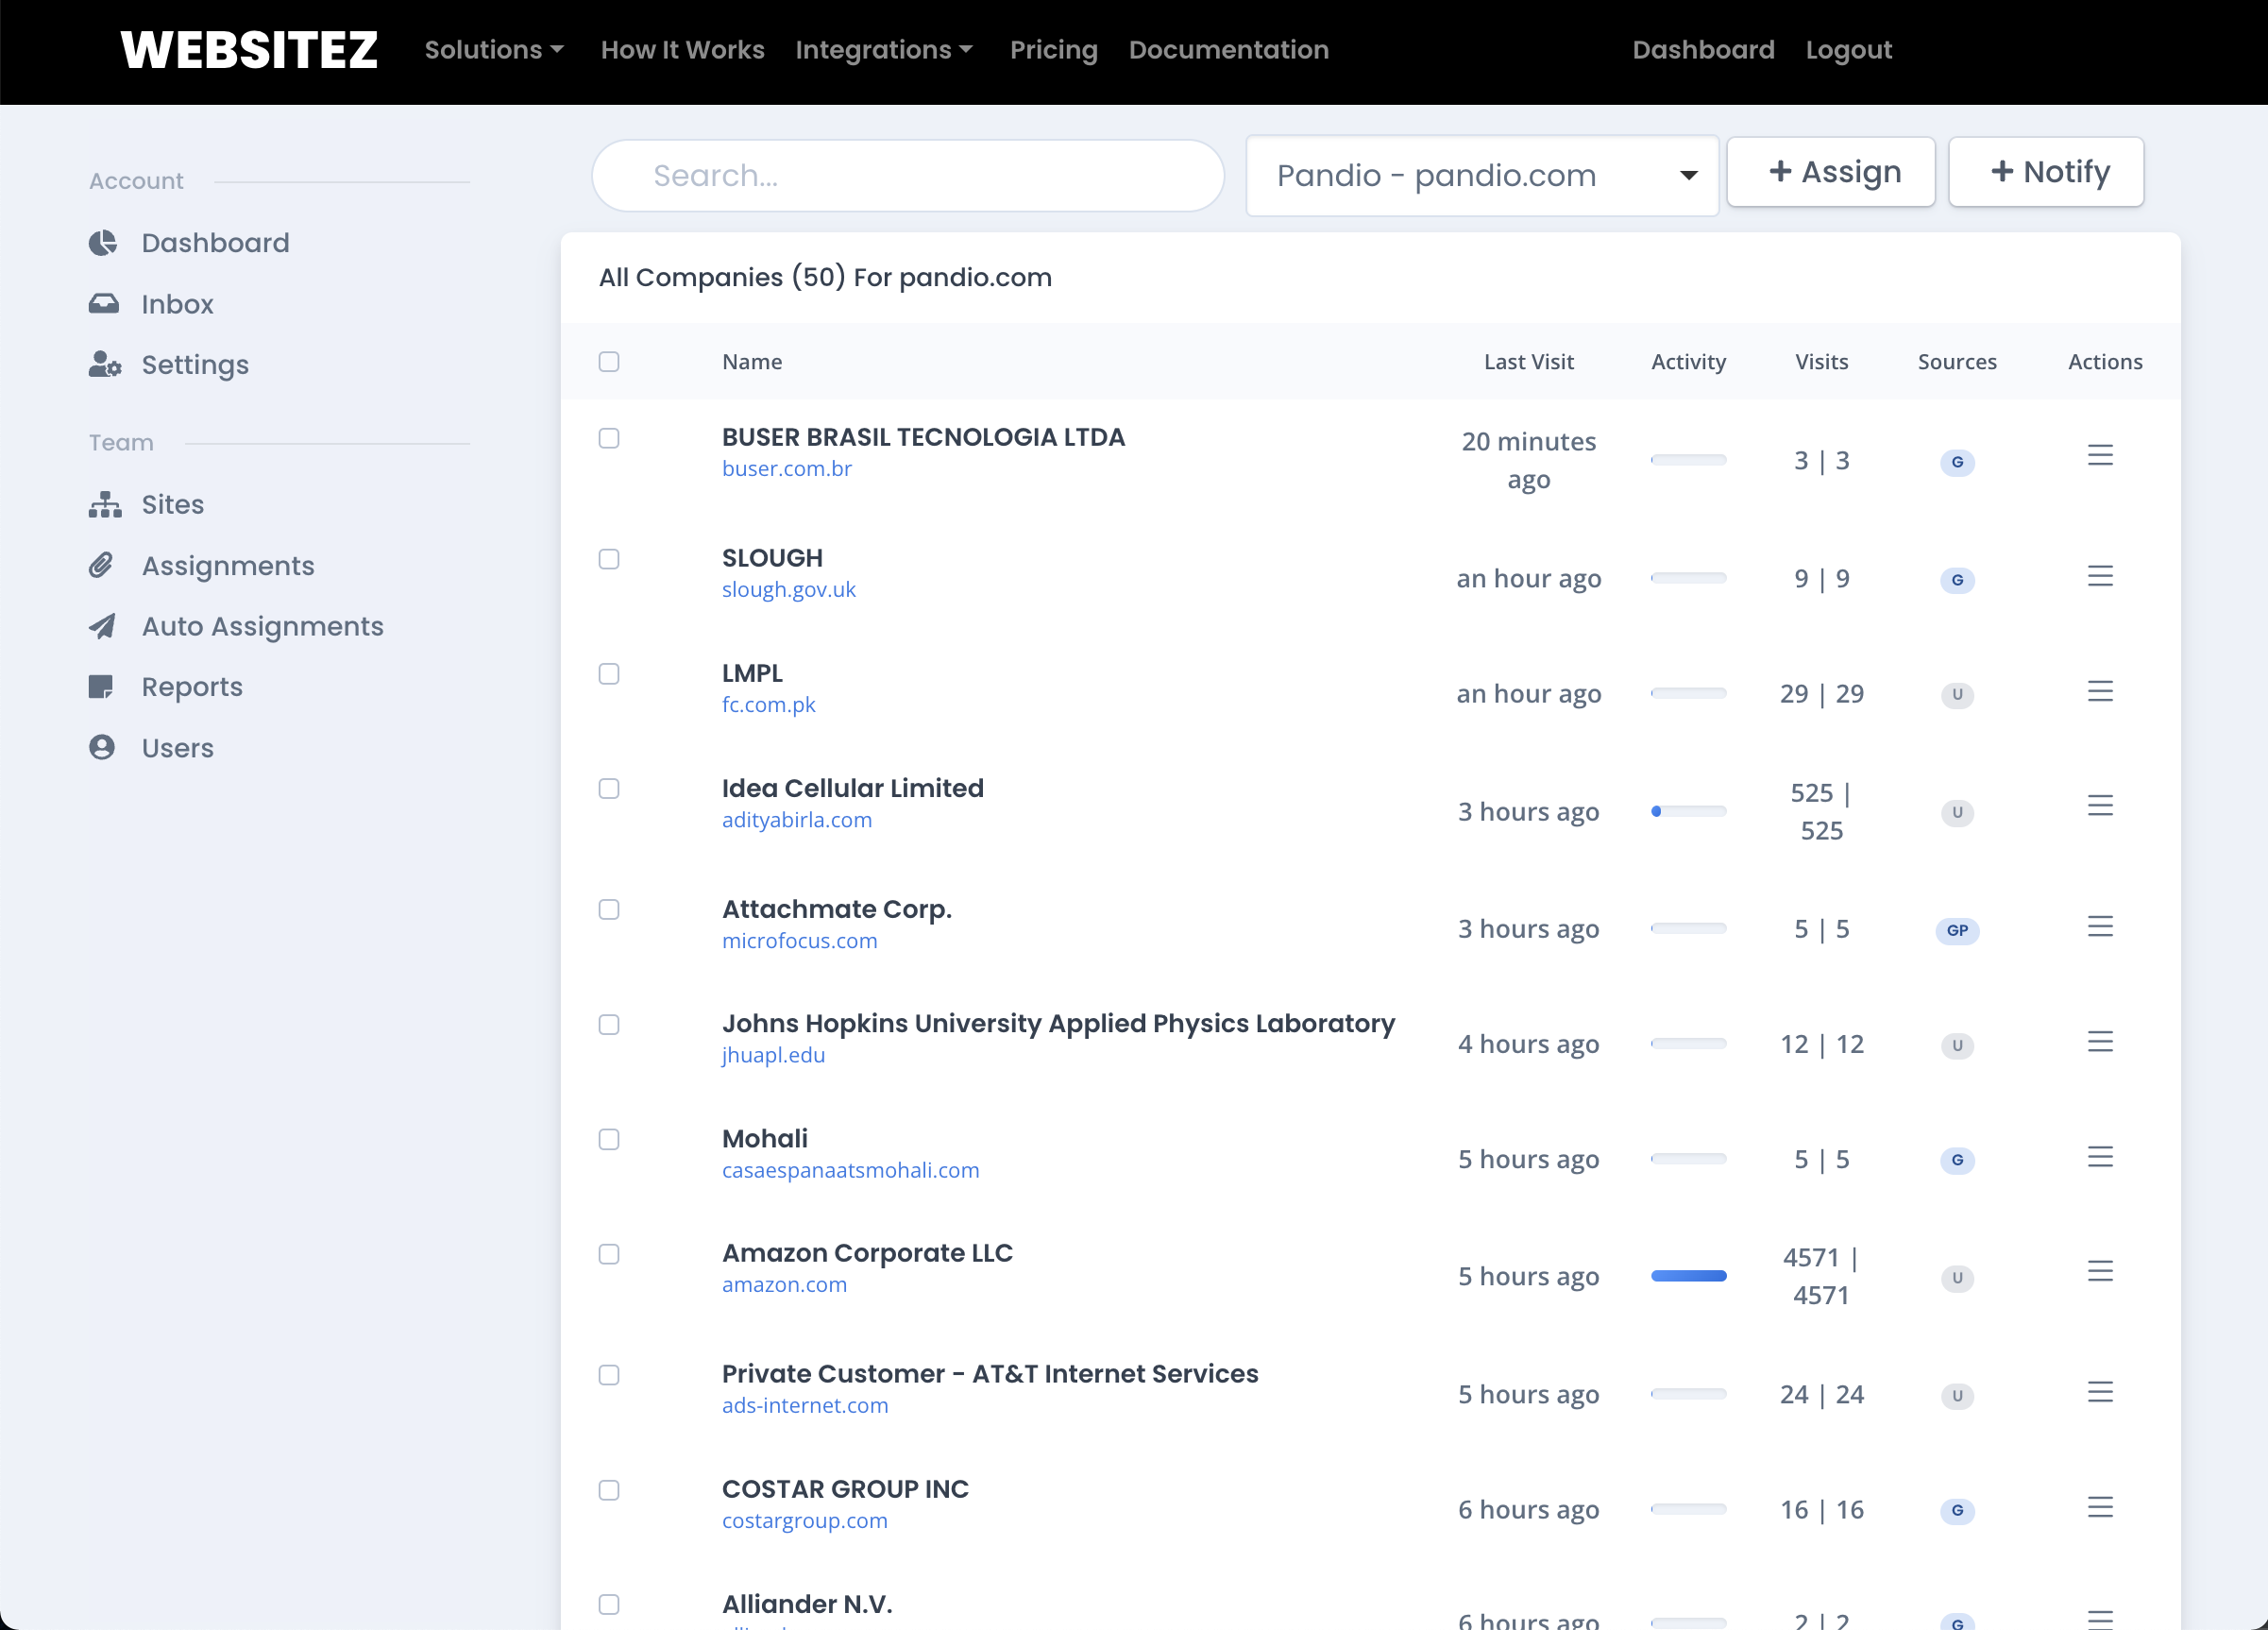 WEBSITEZ Solutions How It Works Integrations Pricing Documentation Dashboard Logout
Account
Dashboard
Inbox
Settings
Team
Sites
Assignments
Auto Assignments
Reports
Users
Search... Pandio - pandio.com + Assign + Notify
All Companies (50) For pandio.com
Name Last Visit Activity Visits Sources Actions
BUSER BRASIL TECNOLOGIA LTDA
buser.com.br
20 minutes
ago
3 | 3
G
SLOUGH
slough.gov.uk
an hour ago
9 | 9
G
LMPL
fc.com.pk
an hour ago
29 | 29
U
Idea Cellular Limited
adityabirla.com
3 hours ago
525 |
525
U
Attachmate Corp.
microfocus.com
3 hours ago
5 | 5
GP
Johns Hopkins University Applied Physics Laboratory
jhuapl.edu
4 hours ago
12 | 12
U
Mohali
casaespanaatsmohali.com
5 hours ago
5 | 5
G
Amazon Corporate LLC
amazon.com
5 hours ago
4571 |
4571
U
Private Customer - AT&T Internet Services
ads-internet.com
5 hours ago
24 | 24
U
COSTAR GROUP INC
costargroup.com
6 hours ago
16 | 16
G
Alliander N.V.
6 hours ago
2 | 2
G